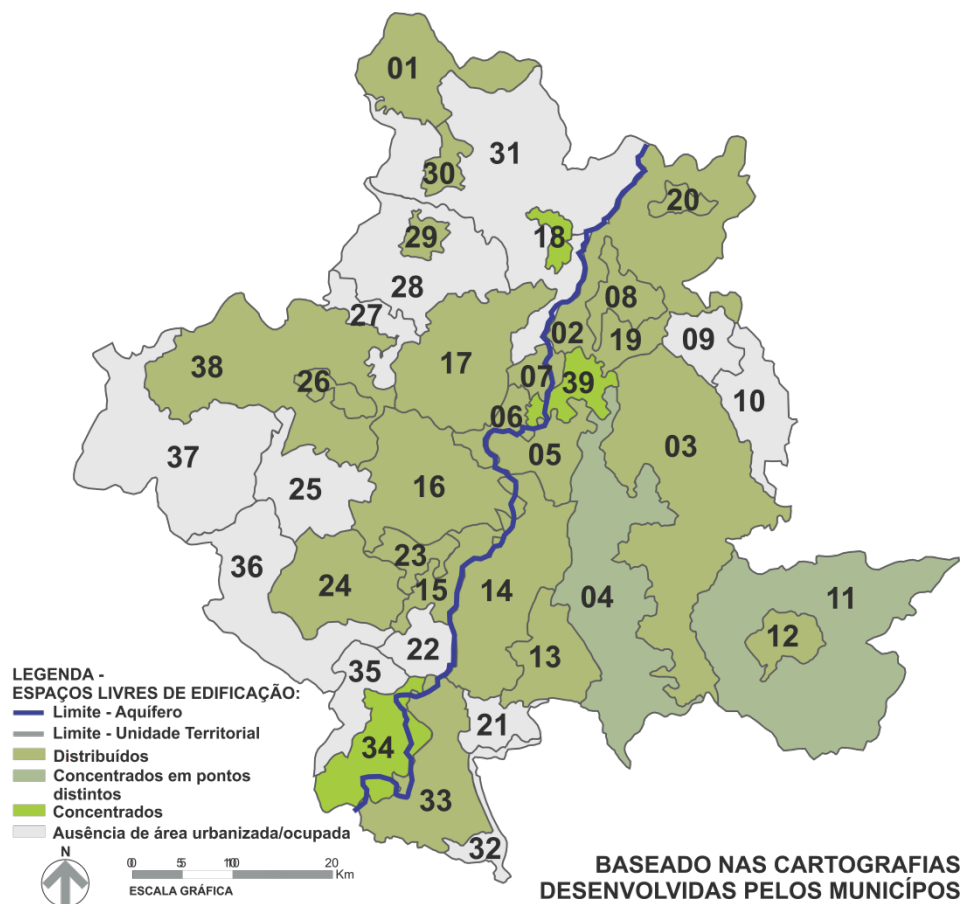 01
31
30
20
18
29
28
08
27
02
19
09
38
17
07
39
26
10
06
03
05
37
16
25
23
36
24
15
14
04
11
12
22
13
35
21
34
33
32
LEGENDA -
ESPAÇOS LIVRES DE EDIFICAÇÃO:
Limite - Aquífero
Limite - Unidade Territorial
Distribuídos
Concentrados em pontos
distintos
Concentrados
Ausência de área urbanizada/ocupada
N
0 5 10 20
Km
ESCALA GRÁFICA
BASEADO NAS CARTOGRAFIAS
DESENVOLVIDAS PELOS MUNICÍPOS